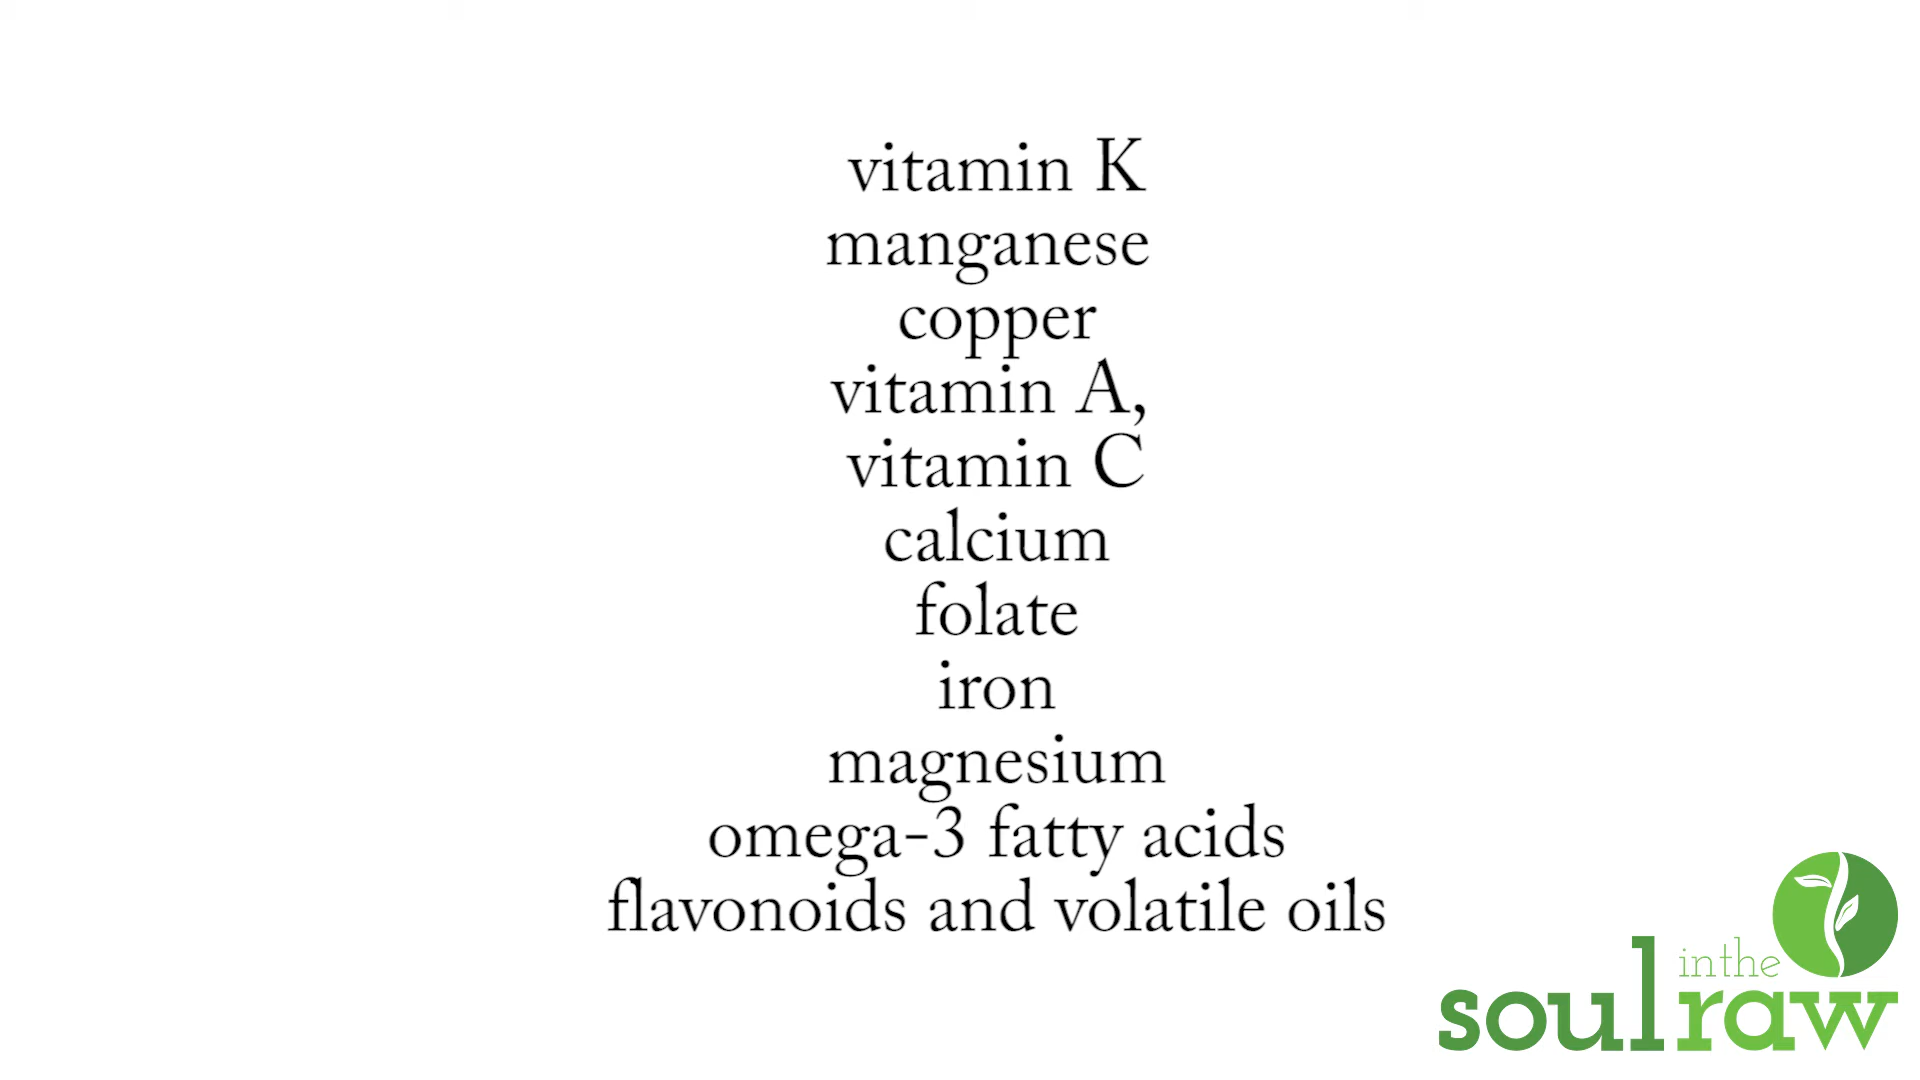 vitamin K
manganese
copper
vitamin A,
vitamin C
calcium
folate
iron
magnesium
omega-3 fatty acids
flavonoids and volatile oils
soul in the raw